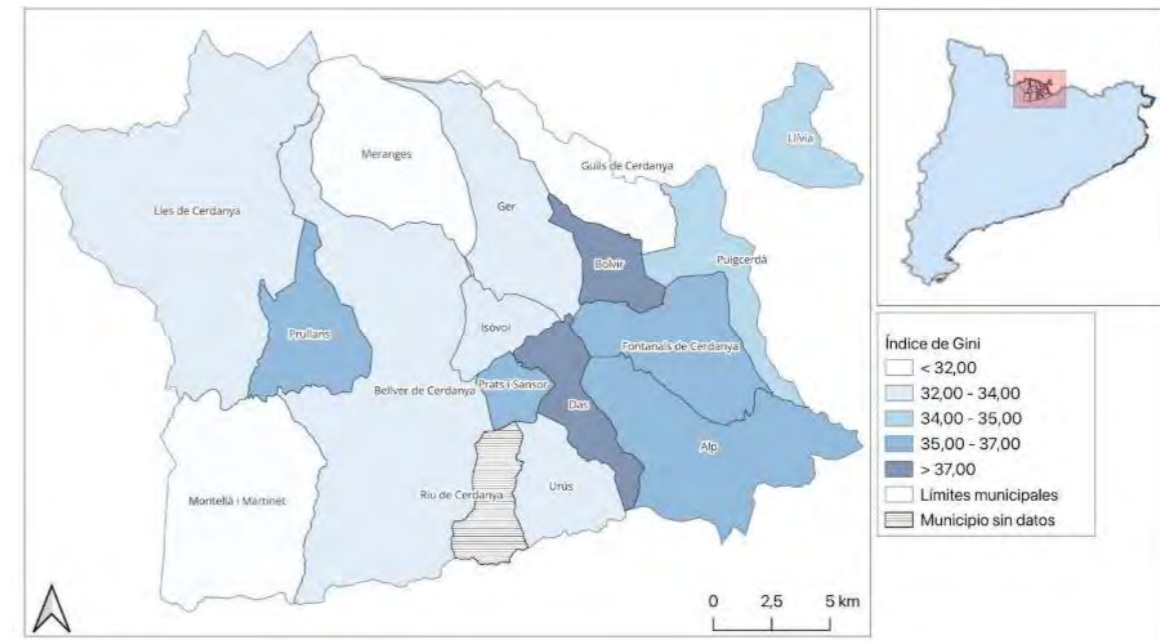 Llívia
Meranges
Guils de Cerdanya
Lles de Cerdanya
Ger
Puigcerdà
Bolvir
Isòvol
Prullans
Fontanals de Cerdanya
Prats i Sansor
Bellver de Cerdanya
Das
Alp
Urús
Riu de Cerdanya
Montellà i Martinet
0 2,5 5 km
Índice de Gini
< 32,00
32,00 - 34,00
34,00 - 35,00
35,00 - 37,00
> 37,00
Límites municipales
Municipio sin datos